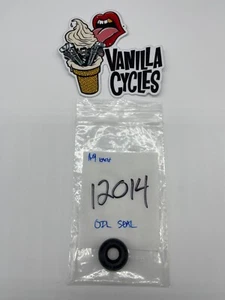 VANILLA
CYCLES
12014
OIL SEAL